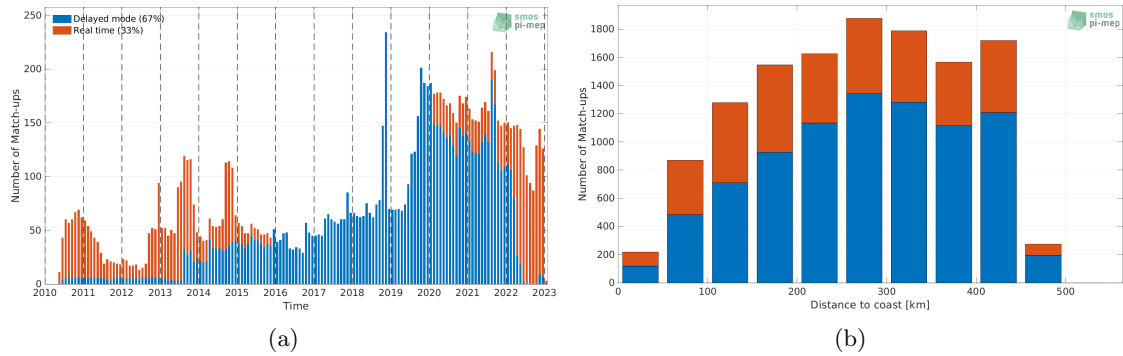 Delayed mode (67%)
Real time (33%)
smos
pi-mep
Number of Match-ups
250
200
150
100
50
0
2010 2011 2012 2013 2014 2015 2016 2017 2018 2019 2020 2021 2022 2023
Time
(a)
smos
pi-mep
Number of Match-ups
1800
1600
1400
1200
1000
800
600
400
200
0
0 100 200 300 400 500
Distance to coast [km]
(b)